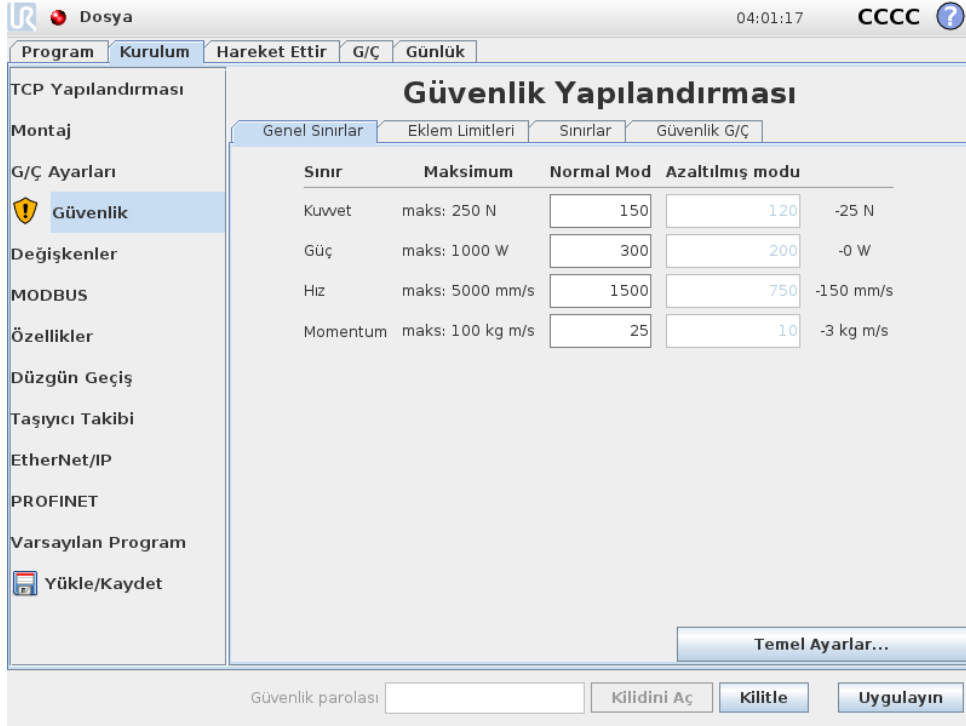 UR Dosya 04:01:17 CCCC ?
Program Kurulum Hareket Ettir G/Ç Günlük
TCP Yapılandırması
Montaj
G/Ç Ayarları
Güvenlik
Değişkenler
MODBUS
Özellikler
Düzgün Geçiş
Taşıyıcı Takibi
EtherNet/IP
PROFINET
Varsayılan Program
Yükle/Kaydet
Güvenlik Yapılandırması
Genel Sınırlar Eklem Limitleri Sınırlar Güvenlik G/Ç
Sınır Maksimum Normal Mod Azaltılmış modu
Kuvvet maks: 250 N 150 120 -25 N
Güç maks: 1000 W 300 200 -0 W
Hız maks: 5000 mm/s 1500 750 -150 mm/s
Momentum maks: 100 kg m/s 25 10 -3 kg m/s
Temel Ayarlar...
Güvenlik parolası Kilidini Aç Kilitle Uygulayın